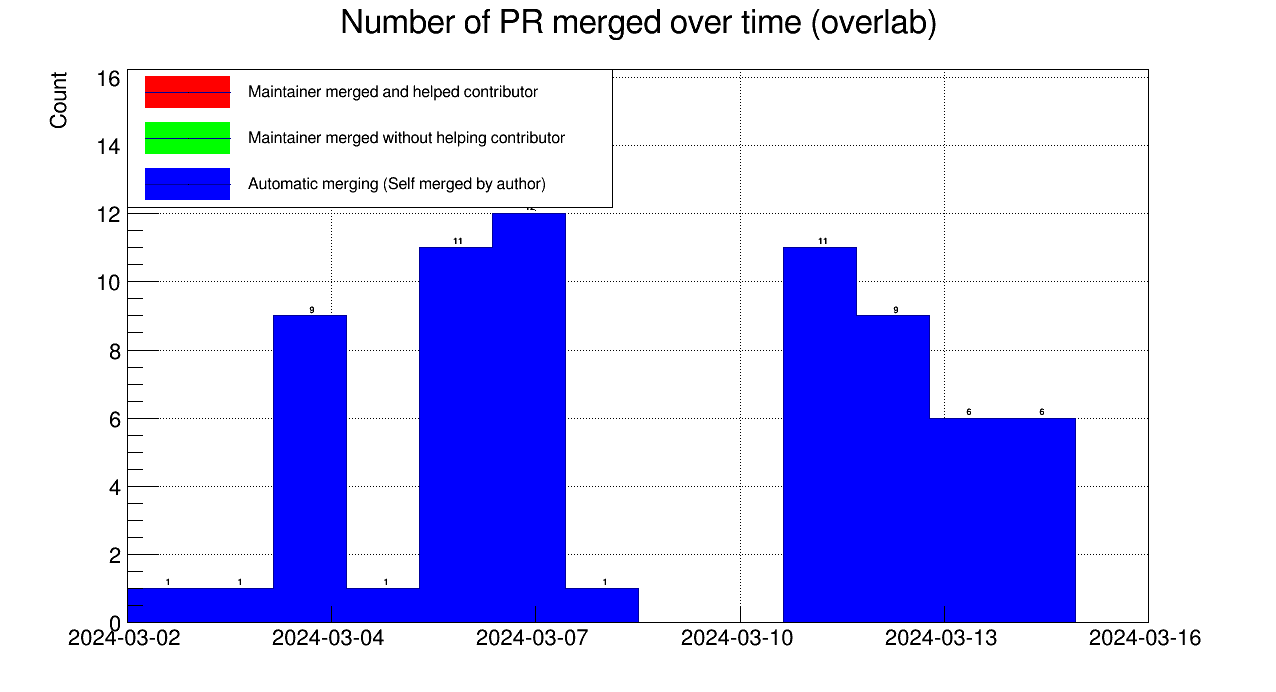 Number of PR merged over time (overlab)
Count
16
14
12
10
8
6
4
2
0
Maintainer merged and helped contributor
Maintainer merged without helping contributor
Automatic merging (Self merged by author)
1 1 9 1 11 1 11 9 6 6
2024-03-02 2024-03-04 2024-03-07 2024-03-10 2024-03-13 2024-03-16